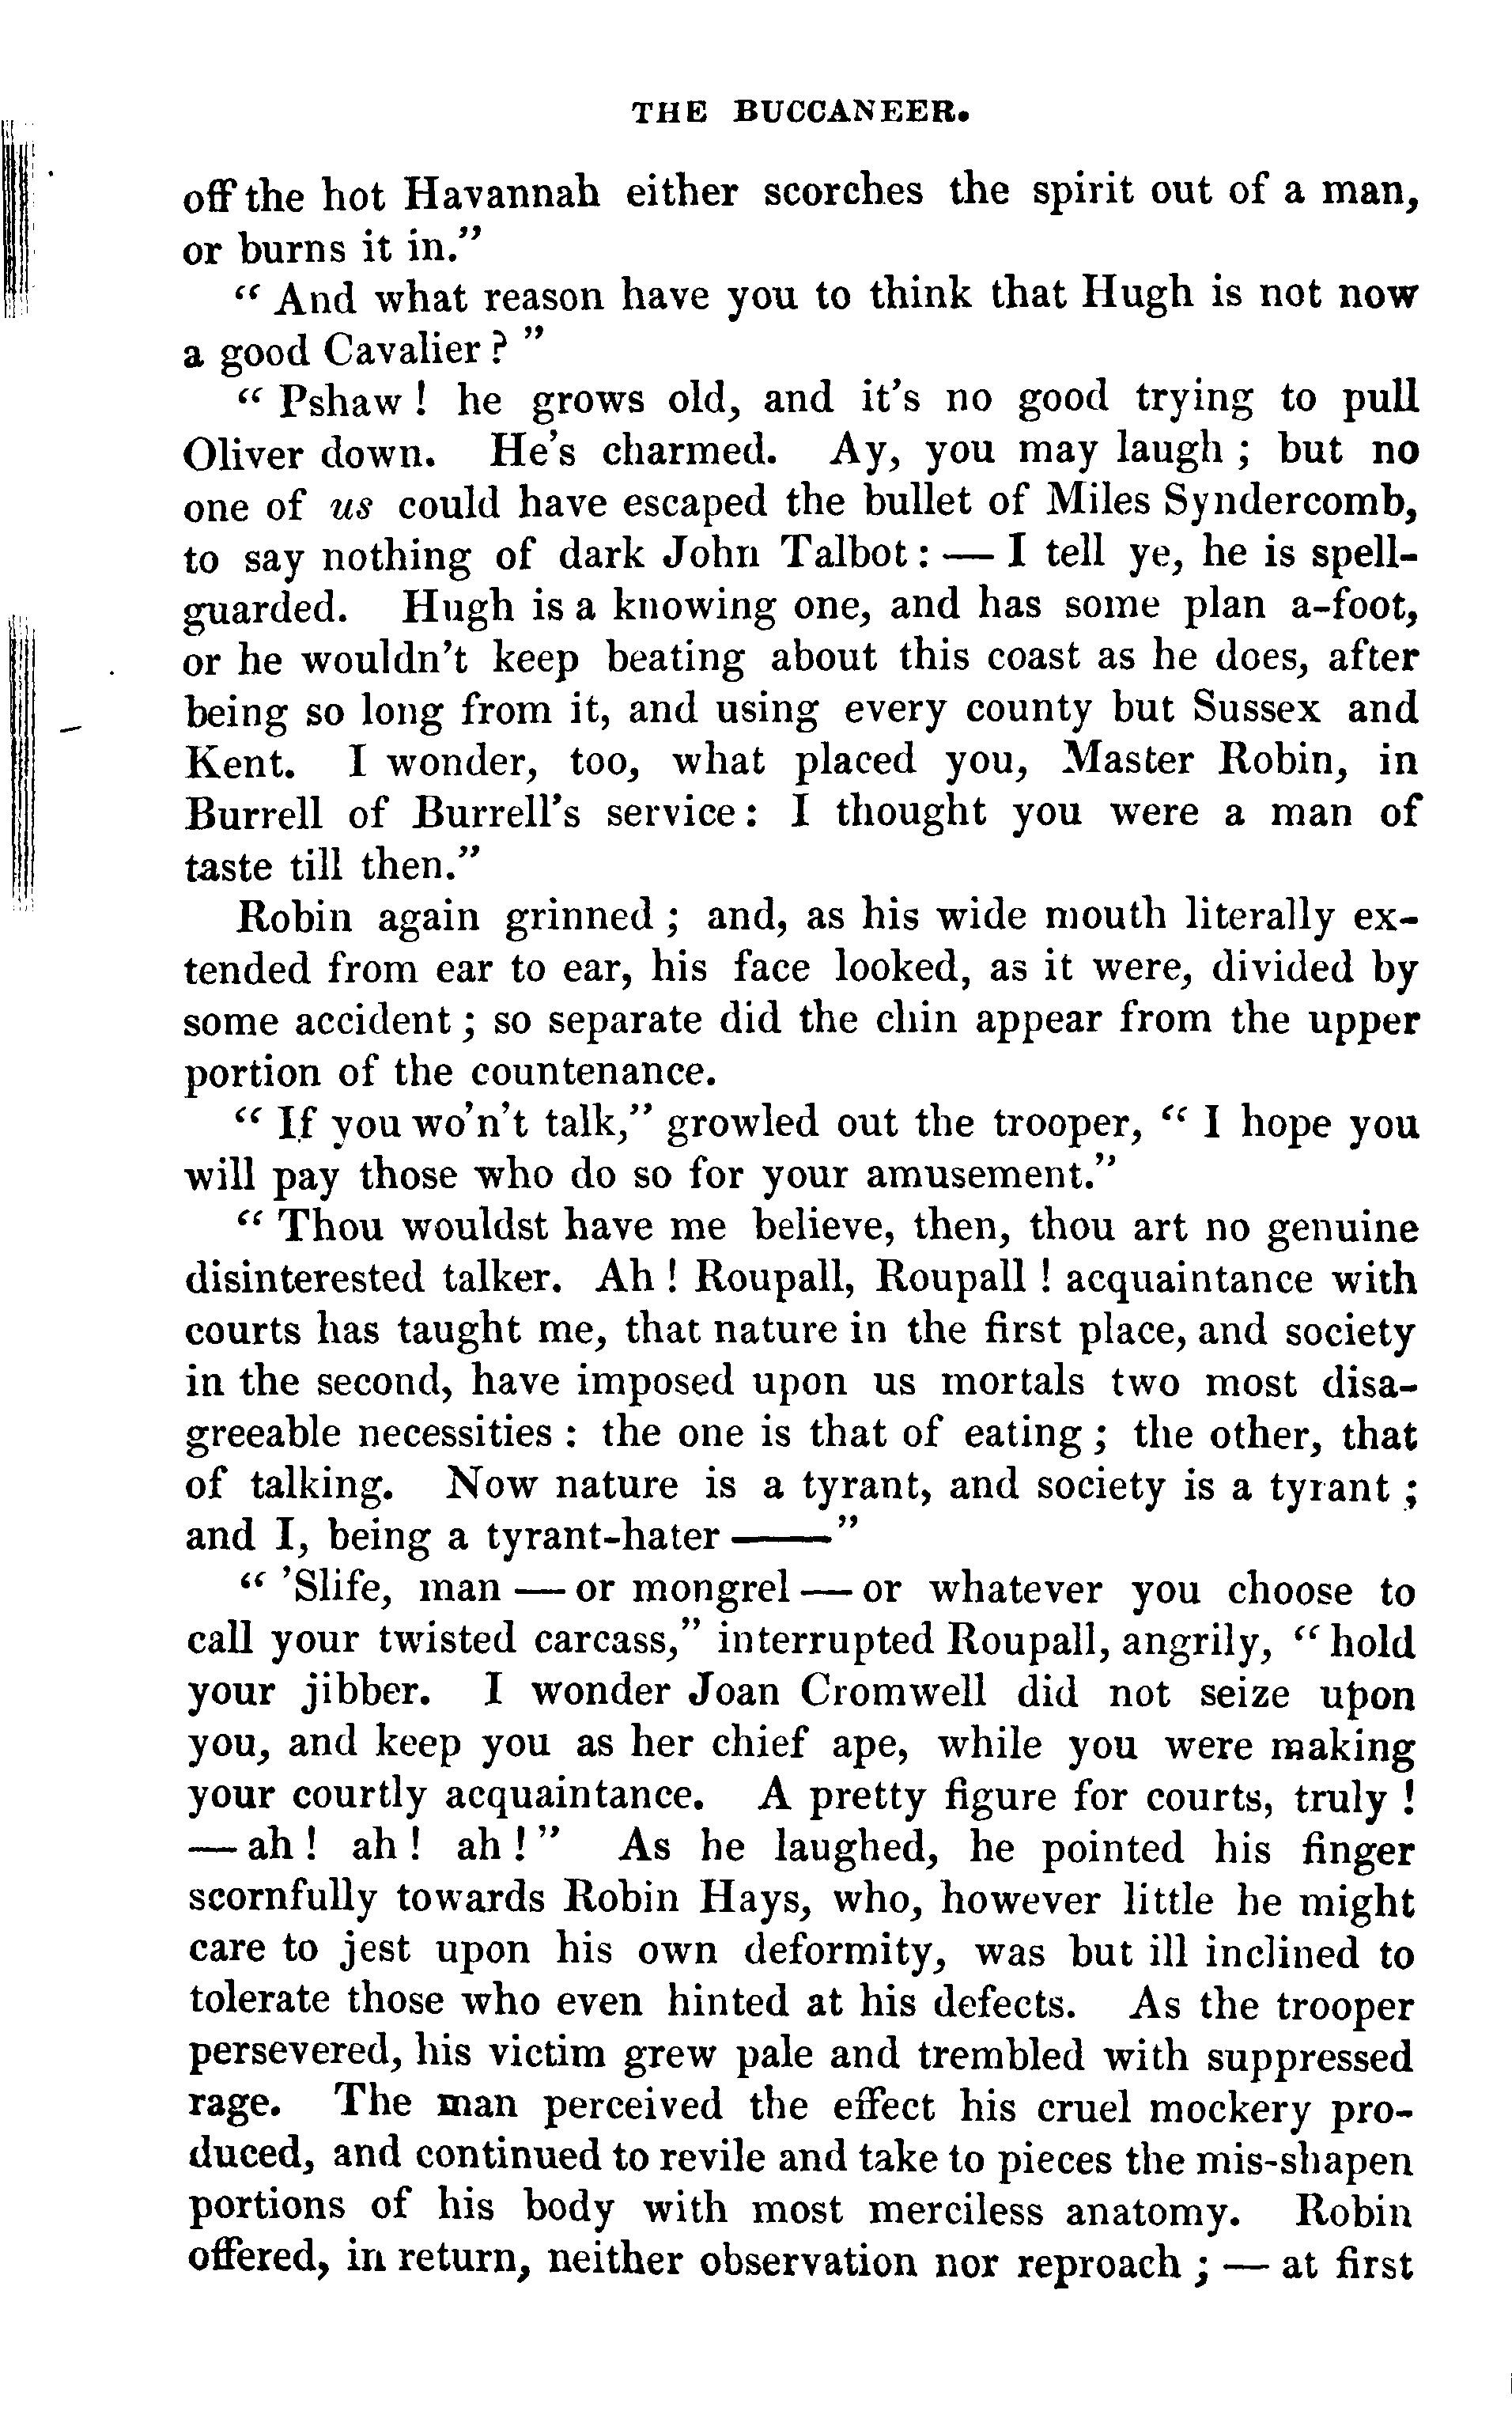 THE BUCCANEER.
off the hot Havannah either scorches the spirit out of a man,
or burns it in.”
“ And what reason have you to think that Hugh is not now
a good Cavalier ? ”
“ Pshaw ! he grows old, and it's no good trying to pull
Oliver down. He's charmed. Ay, you may laugh ; but no
one of us could have escaped the bullet of Miles Syndercomb,
to say nothing of dark John Talbot : — I tell ye, he is spell-
guarded. Hugh is a knowing one, and has some plan a-foot,
or he wouldn't keep beating about this coast as he does, after
being so long from it, and using every county but Sussex and
Kent. I wonder, too, what placed you, Master Robin, in
Burrell of Burrell's service : I thought you were a man of
taste till then.”
Robin again grinned ; and, as his wide mouth literally ex-
tended from ear to ear, his face looked, as it were, divided by
some accident ; so separate did the chin appear from the upper
portion of the countenance.
“ If you wo'n't talk,” growled out the trooper, “ I hope you
will pay those who do so for your amusement.”
“ Thou wouldst have me believe, then, thou art no genuine
disinterested talker. Ah ! Roupall, Roupall ! acquaintance with
courts has taught me, that nature in the first place, and society
in the second, have imposed upon us mortals two most disa-
greeable necessities : the one is that of eating ; the other, that
of talking. Now nature is a tyrant, and society is a tyrant ;
and I, being a tyrant-hater ——”
“ 'Slife, man — or mongrel — or whatever you choose to
call your twisted carcass,” interrupted Roupall, angrily, “ hold
your jibber. I wonder Joan Cromwell did not seize upon
you, and keep you as her chief ape, while you were making
your courtly acquaintance. A pretty figure for courts, truly !
— ah ! ah ! ah ! ” As he laughed, he pointed his finger
scornfully towards Robin Hays, who, however little he might
care to jest upon his own deformity, was but ill inclined to
tolerate those who even hinted at his defects. As the trooper
persevered, his victim grew pale and trembled with suppressed
rage. The man perceived the effect his cruel mockery pro-
duced, and continued to revile and take to pieces the mis-shapen
portions of his body with most merciless anatomy. Robin
offered, in return, neither observation nor reproach ; — at first